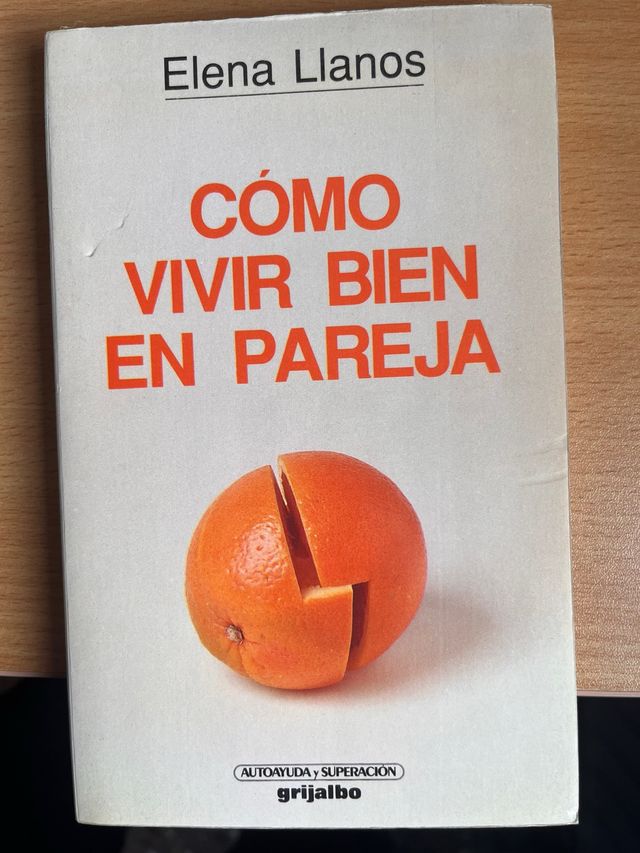 Elena Llanos
CÓMO
VIVIR BIEN
EN PAREJA
AUTOAYUDA y SUPERACIÓN
grijalbo